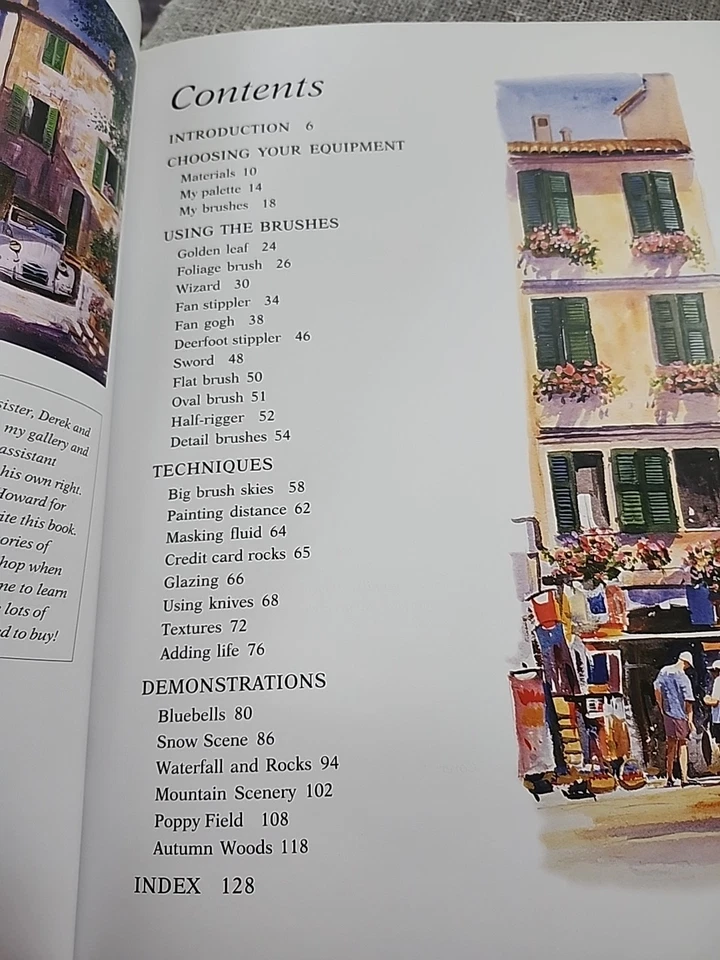 sister, Derek and
my gallery and
assistant
his own right.
Howard for
ite this book.
ories of
hop when
me to learn
lots of
d to buy!
Contents
INTRODUCTION 6
CHOOSING YOUR EQUIPMENT
Materials 10
My palette 14
My brushes 18
USING THE BRUSHES
Golden leaf 24
Foliage brush 26
Wizard 30
Fan stippler 34
Fan gogh 38
Deerfoot stippler 46
Sword 48
Flat brush 50
Oval brush 51
Half-rigger 52
Detail brushes 54
TECHNIQUES
Big brush skies 58
Painting distance 62
Masking fluid 64
Credit card rocks 65
Glazing 66
Using knives 68
Textures 72
Adding life 76
DEMONSTRATIONS
Bluebells 80
Snow Scene 86
Waterfall and Rocks 94
Mountain Scenery 102
Poppy Field 108
Autumn Woods 118
INDEX 128